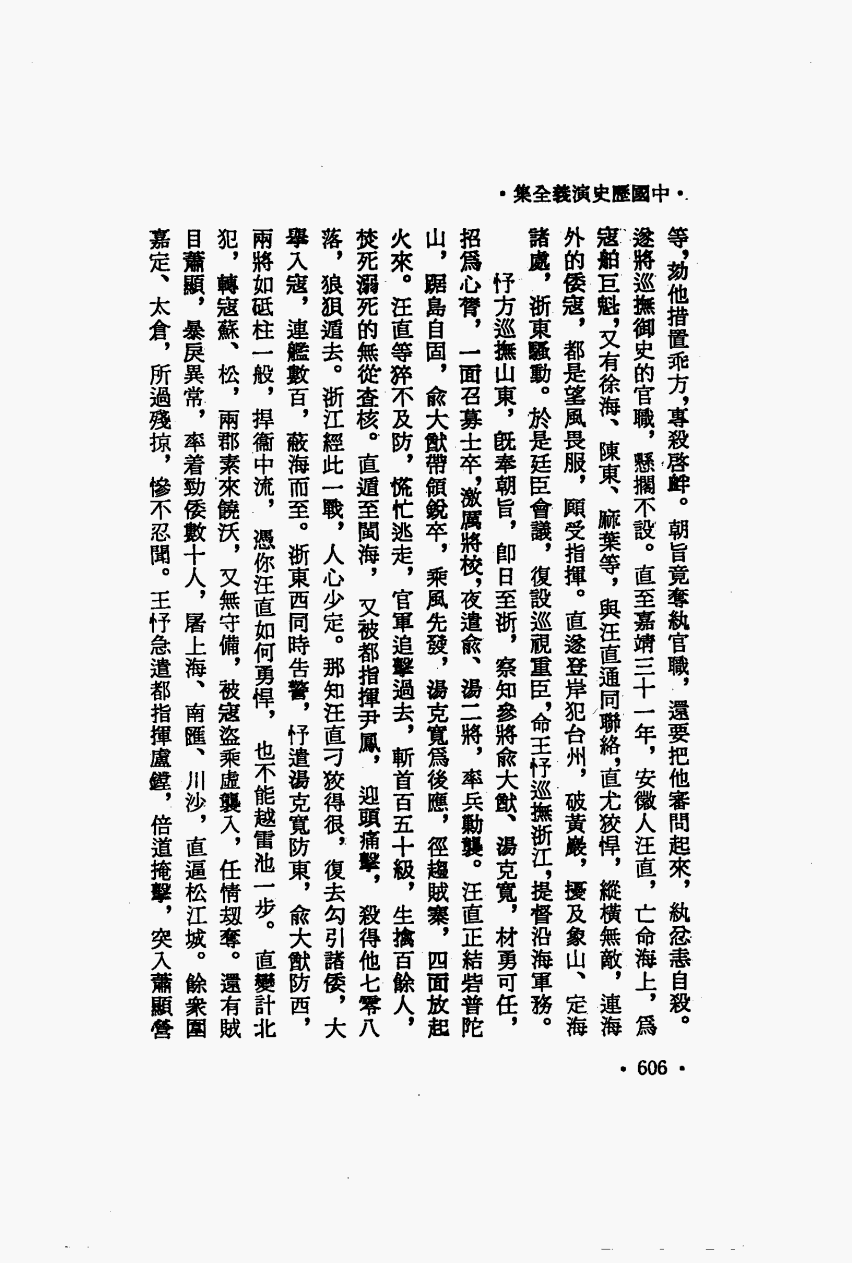 •中國歷史演義全集•
等，劾他措置乖方，專殺啓衅。朝旨竟奪紈官職，還要把他審問起來，紈忿恚自殺。
遂將巡撫御史的官職，懸擱不設。直至嘉靖三十一年，安徽人汪直，亡命海上，爲
寇舶巨魁，又有徐海、陳東、麻葉等，與汪直通同聯絡，直尤狡悍，縱橫無敵，連海
外的倭寇，都是望風畏服，願受指揮。直遂登岸犯台州，破黃巖，擾及象山、定海
諸處，浙東騷動。於是廷臣會議，復設巡視重臣，命王忬巡撫浙江，提督沿海軍務。
忬方巡撫山東，旣奉朝旨，卽日至浙，察知參將兪大猷、湯克寬，材勇可任，
招爲心膂，一面召募士卒，激厲將校，夜遣兪、湯二將，率兵勦襲。汪直正結砦普陀
山，踞島自固，兪大猷帶領銳卒，乘風先發，湯克寬爲後應，徑趨賊寨，四面放起
火來。汪直等猝不及防，慌忙逃走，官軍追擊過去，斬首百五十級，生擒百餘人，
焚死溺死的無從查核。直遁至閩海，又被都指揮尹鳳，迎頭痛擊，殺得他七零八
落，狼狽遁去。浙江經此一戰，人心少定。那知汪直刁狡得很，復去勾引諸倭，大
舉入寇，連艦數百，蔽海而至。浙東西同時告警，忬遣湯克寬防東，兪大猷防西，
兩將如砥柱一般，捍衞中流，憑你汪直如何勇悍，也不能越雷池一步。直變計北
犯，轉寇蘇、松，兩郡素來饒沃，又無守備，被寇盜乘虛襲入，任情刼奪。還有賊
目蕭顯，暴戾異常，率着勁倭數十人，屠上海、南匯、川沙，直逼松江城。餘衆圍
嘉定、太倉，所過殘掠，慘不忍聞。王忬急遣都指揮盧鏜，倍道掩擊，突入蕭顯營
•606•